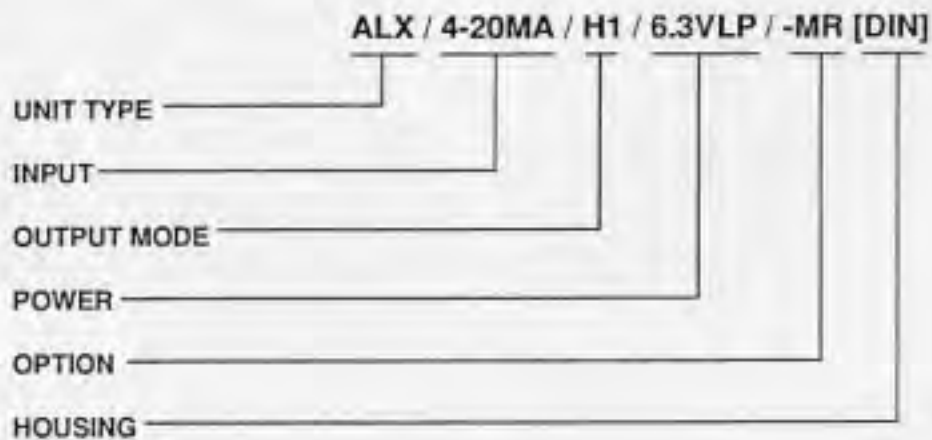 ALX / 4-20MA / H1 / 6.3VLP / -MR [DIN]
UNIT TYPE
INPUT
OUTPUT MODE
POWER
OPTION
HOUSING